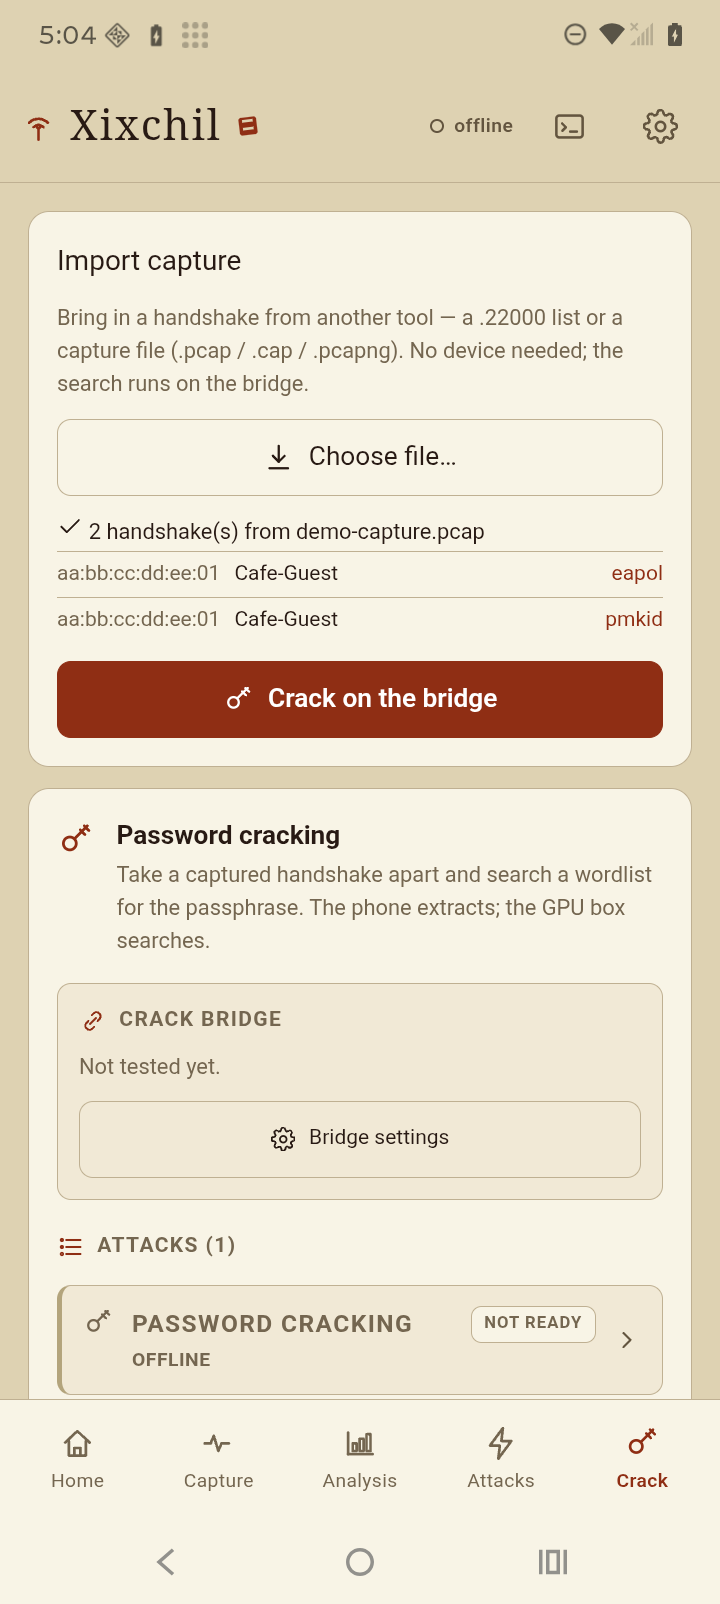 5:04
Xixchil
offline
Import capture
Bring in a handshake from another tool — a .22000 list or a
capture file (.pcap / .cap / .pcapng). No device needed; the
search runs on the bridge.
Choose file…
2 handshake(s) from demo-capture.pcap
aa:bb:cc:dd:ee:01 Cafe-Guest eapol
aa:bb:cc:dd:ee:01 Cafe-Guest pmkid
Crack on the bridge
Password cracking
Take a captured handshake apart and search a wordlist
for the passphrase. The phone extracts; the GPU box
searches.
CRACK BRIDGE
Not tested yet.
Bridge settings
ATTACKS (1)
PASSWORD CRACKING NOT READY
OFFLINE
Home Capture Analysis Attacks Crack